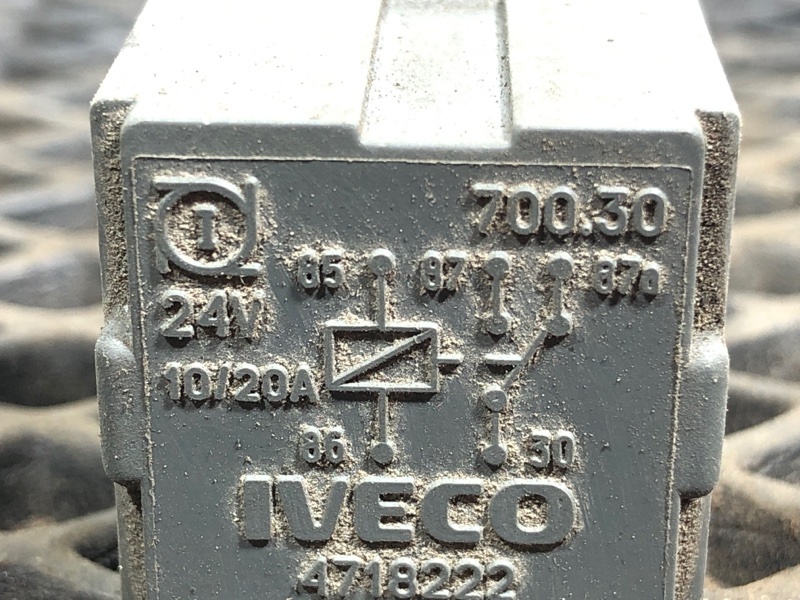 I 700.30
85 87 87a
24V
10/20A
86 30
IVECO
4718222